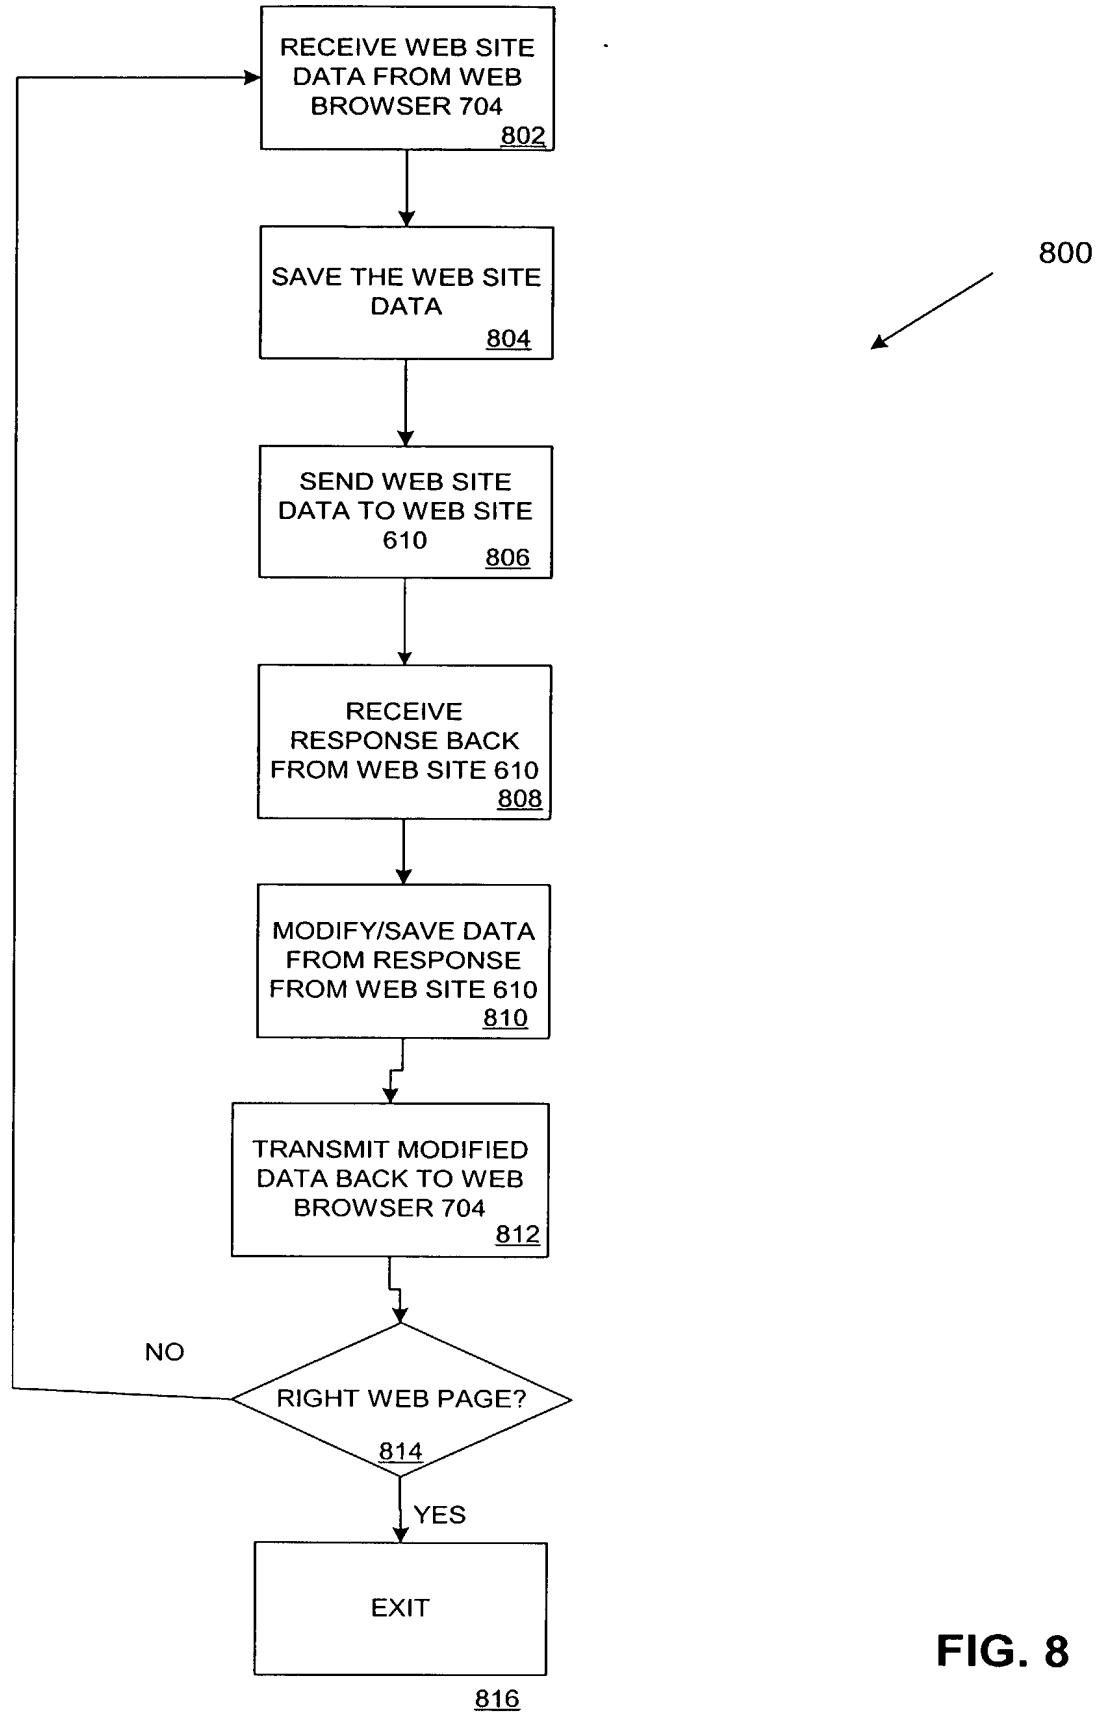 RECEIVE WEB SITE
DATA FROM WEB
BROWSER 704
802
800
SAVE THE WEB SITE
DATA
804
SEND WEB SITE
DATA TO WEB SITE
610
806
RECEIVE
RESPONSE BACK
FROM WEB SITE 610
808
MODIFY/SAVE DATA
FROM RESPONSE
FROM WEB SITE 610
810
TRANSMIT MODIFIED
DATA BACK TO WEB
BROWSER 704
812
NO
RIGHT WEB PAGE?
814
YES
EXIT
816
FIG. 8